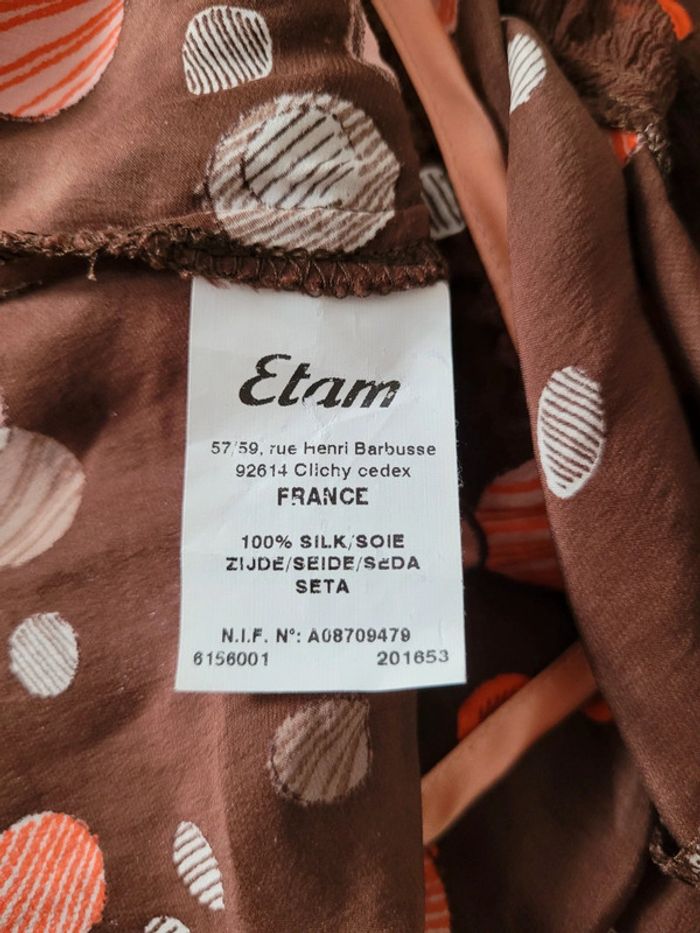 Etam
57/59, rue Henri Barbusse
92614 Clichy cedex
FRANCE
100% SILK/SOIE
ZIJDE/SEIDE/SEDA
SETA
N.I.F. N°: A08709479
6156001 201653